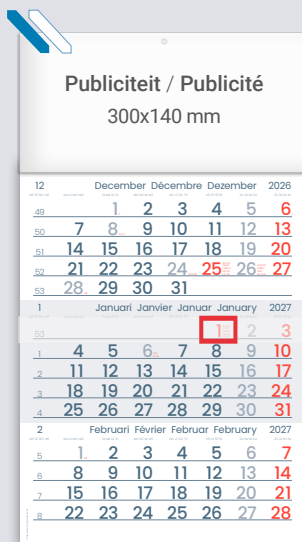 Publiciteit / Publicité
300x140 mm
12 December Décembre Dezember 2026
49 1 2 3 4 5 6
50 7 8 9 10 11 12 13
51 14 15 16 17 18 19 20
52 21 22 23 24 25 26 27
53 28 29 30 31
1 Januari Janvier Januar January 2027
53 1 2 3
1 4 5 6 7 8 9 10
2 11 12 13 14 15 16 17
3 18 19 20 21 22 23 24
4 25 26 27 28 29 30 31
2 Februari Février Februar February 2027
5 1 2 3 4 5 6 7
6 8 9 10 11 12 13 14
7 15 16 17 18 19 20 21
8 22 23 24 25 26 27 28